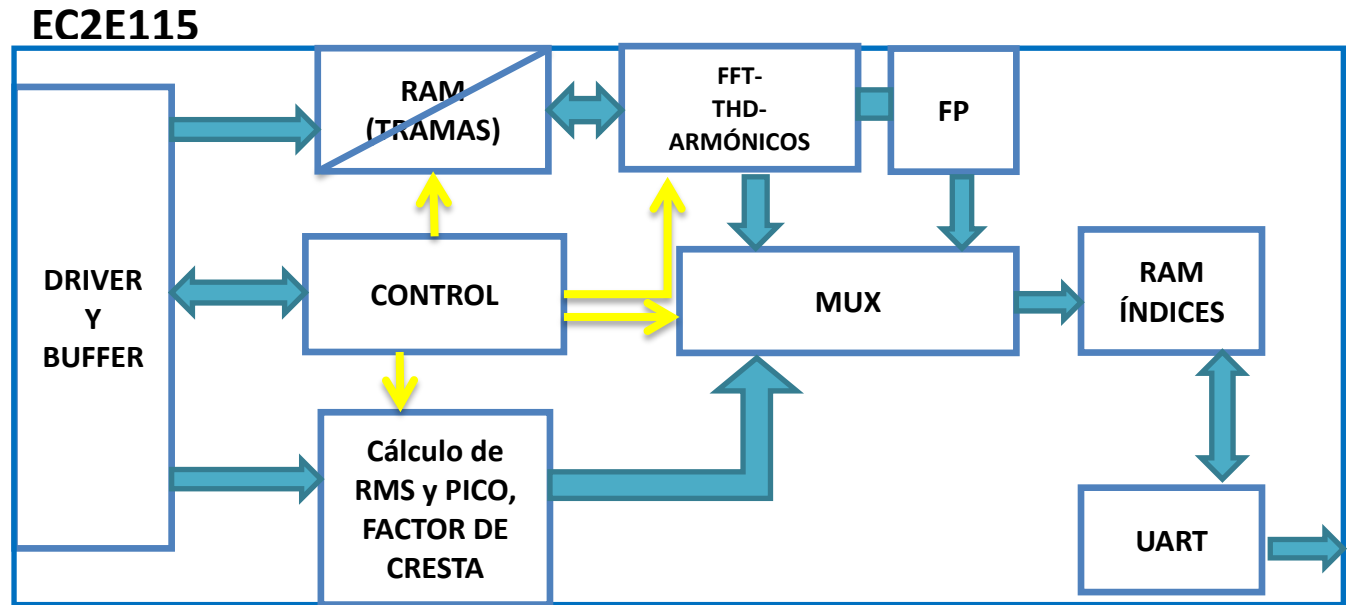 EC2E115
DRIVER
Y
BUFFER
RAM
(TRAMAS)
FFT-
THD-
ARMÓNICOS
FP
CONTROL
MUX
RAM
ÍNDICES
Cálculo de
RMS y PICO,
FACTOR DE
CRESTA
UART